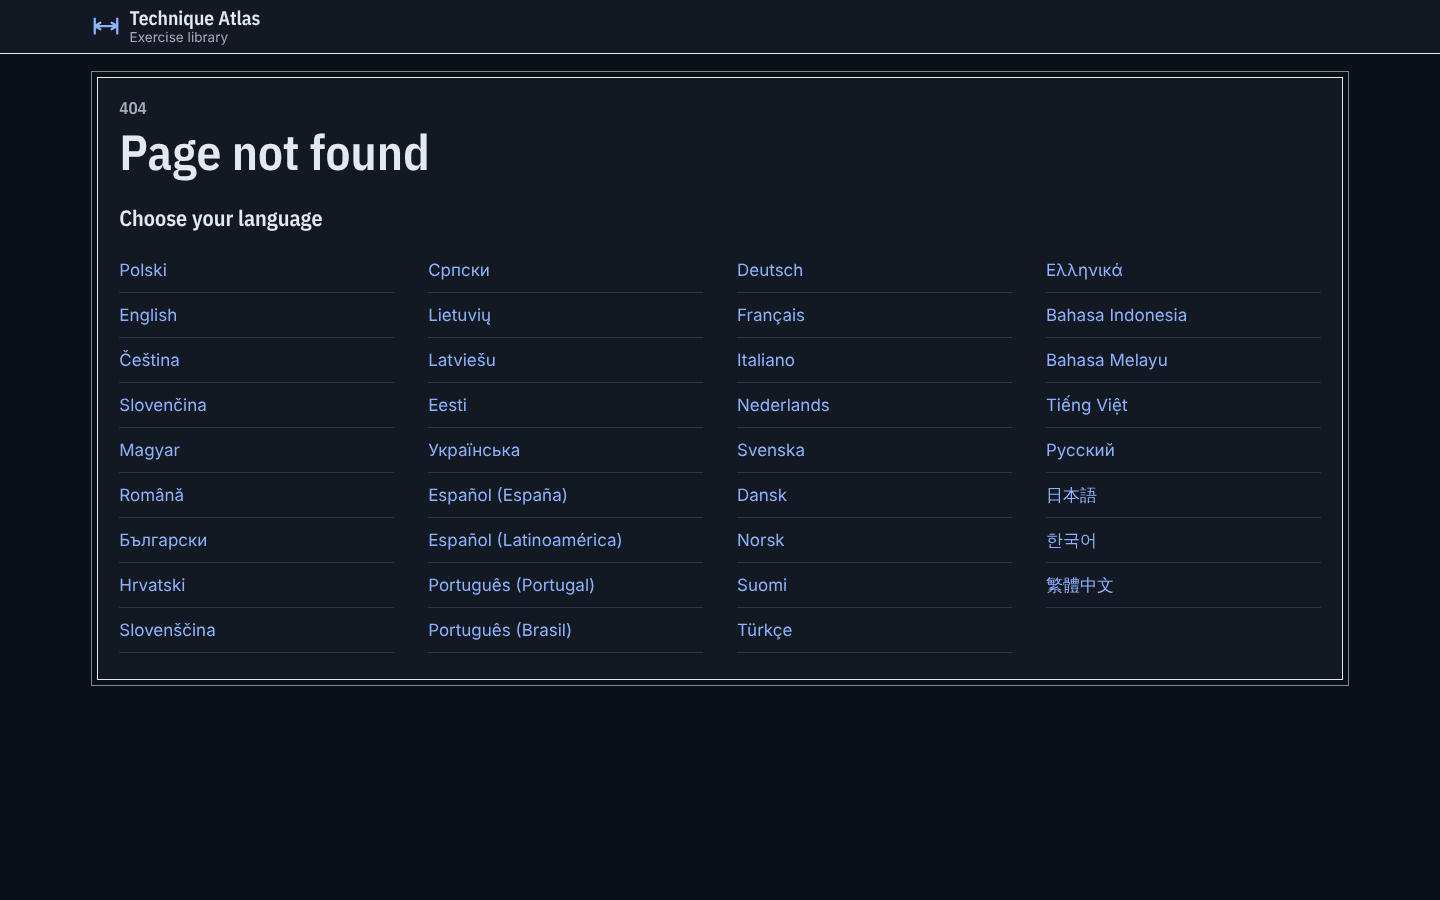 Technique Atlas
Exercise library
404
Page not found
Choose your language
Polski
English
Čeština
Slovenčina
Magyar
Română
Български
Hrvatski
Slovenščina
Српски
Lietuvių
Latviešu
Eesti
Українська
Español (España)
Español (Latinoamérica)
Português (Portugal)
Português (Brasil)
Deutsch
Français
Italiano
Nederlands
Svenska
Dansk
Norsk
Suomi
Türkçe
Ελληνικά
Bahasa Indonesia
Bahasa Melayu
Tiếng Việt
Русский
日本語
한국어
繁體中文